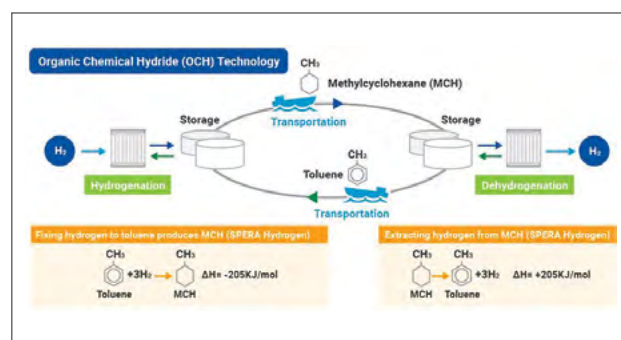 Organic Chemical Hydride (OCH) Technology
CH₃
Methylcyclohexane (MCH)
Storage
Transportation
Storage
H₂
Hydrogenation
CH₃
Toluene
Transportation
Dehydrogenation
H₂
Fixing hydrogen to toluene produces MCH (SPERA Hydrogen)
CH₃ CH₃
+3H₂ ΔH= -205KJ/mol
Toluene MCH
Extracting hydrogen from MCH (SPERA Hydrogen)
CH₃ CH₃
+3H₂ ΔH= +205KJ/mol
MCH Toluene